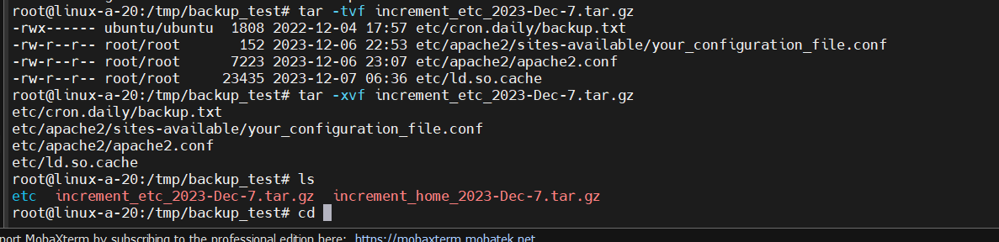 root@linux-a-20:/tmp/backup_test# tar -tvf increment_etc_2023-Dec-7.tar.gz
-rwx------ ubuntu/ubuntu  1808 2022-12-04 17:57 etc/cron.daily/backup.txt
-rw-r--r-- root/root       152 2023-12-06 22:53 etc/apache2/sites-available/your_configuration_file.conf
-rw-r--r-- root/root      7223 2023-12-06 23:07 etc/apache2/apache2.conf
-rw-r--r-- root/root     23435 2023-12-07 06:36 etc/ld.so.cache
root@linux-a-20:/tmp/backup_test# tar -xvf increment_etc_2023-Dec-7.tar.gz
etc/cron.daily/backup.txt
etc/apache2/sites-available/your_configuration_file.conf
etc/apache2/apache2.conf
etc/ld.so.cache
root@linux-a-20:/tmp/backup_test# ls
etc  increment_etc_2023-Dec-7.tar.gz  increment_home_2023-Dec-7.tar.gz
root@linux-a-20:/tmp/backup_test# cd
port MobaXterm by subscribing to the professional edition here: https://mobaxterm.mobatek.net